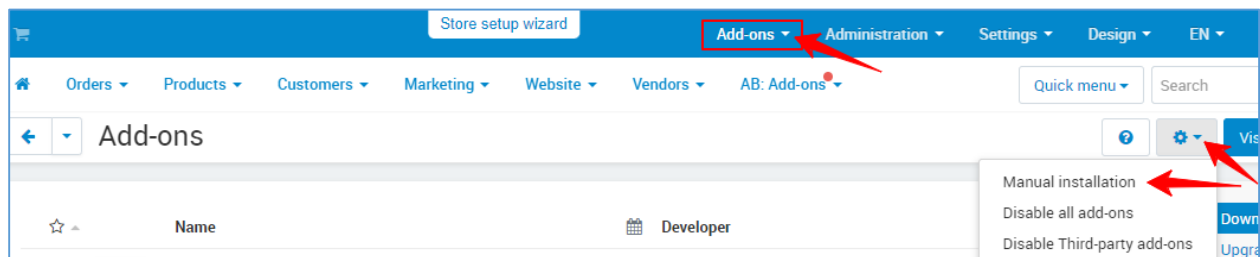 Store setup wizard
Add-ons Administration Settings Design EN
Orders Products Customers Marketing Website Vendors AB: Add-ons Quick menu Search
Add-ons
Manual installation
Name Developer
Disable all add-ons
Disable Third-party add-ons